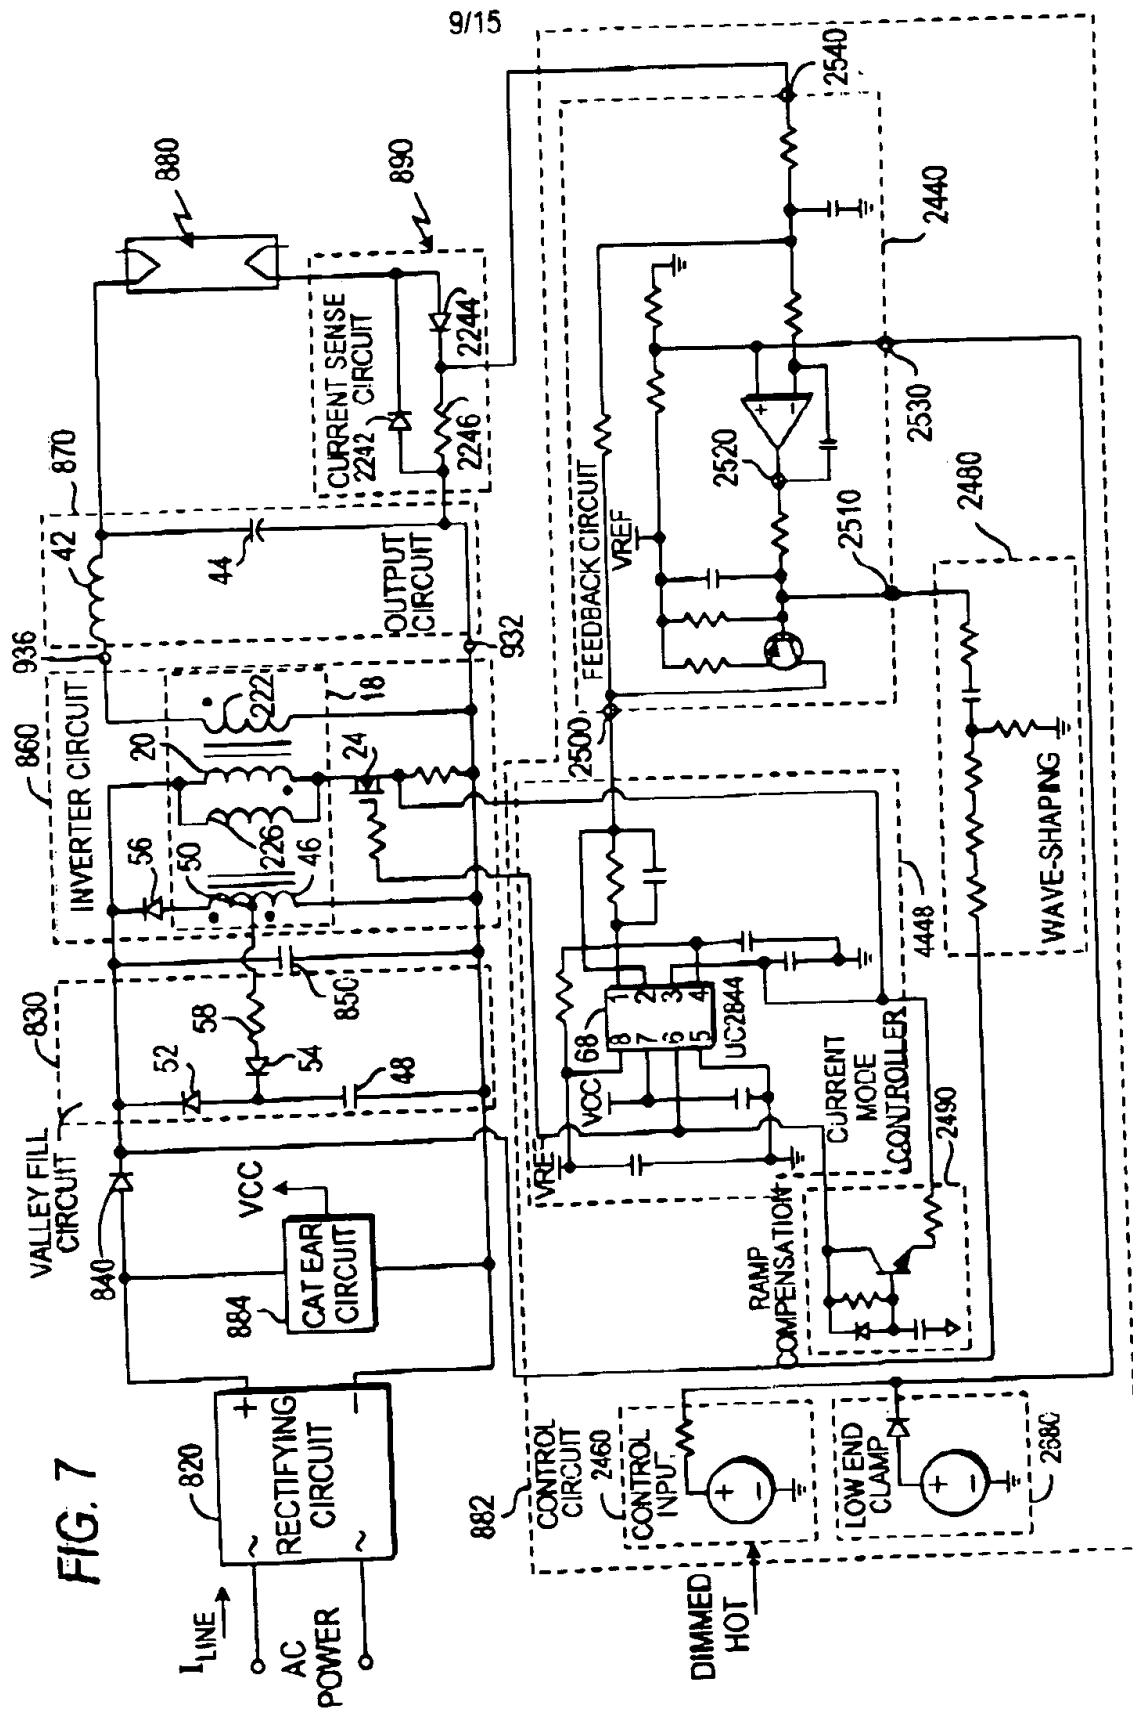 9/15
FIG. 7
I LINE
AC
POWER
820
RECTIFYING
CIRCUIT
+
−
~
~
840
884
CAT EAR
CIRCUIT
VCC
VALLEY FILL
CIRCUIT
830
52
54
58
48
850
860
INVERTER CIRCUIT
56
50
226
46
20
222
18
24
936
932
870
42
44
OUTPUT
CIRCUIT
880
890
CURRENT SENSE
CIRCUIT
2242
2244
2246
882
CONTROL
CIRCUIT
2460
CONTROL
INPUT
+
−
DIMMED
HOT
LOW END
CLAMP
+
−
2680
RAMP
COMPENSATION
2490
CURRENT
MODE
CONTROLLER
4448
VREF
VCC
68
8
7
6
5
1
2
3
4
UC2844
2500
FEEDBACK CIRCUIT
VREF
2520
+
−
2510
2530
2540
2440
2480
WAVE-SHAPING